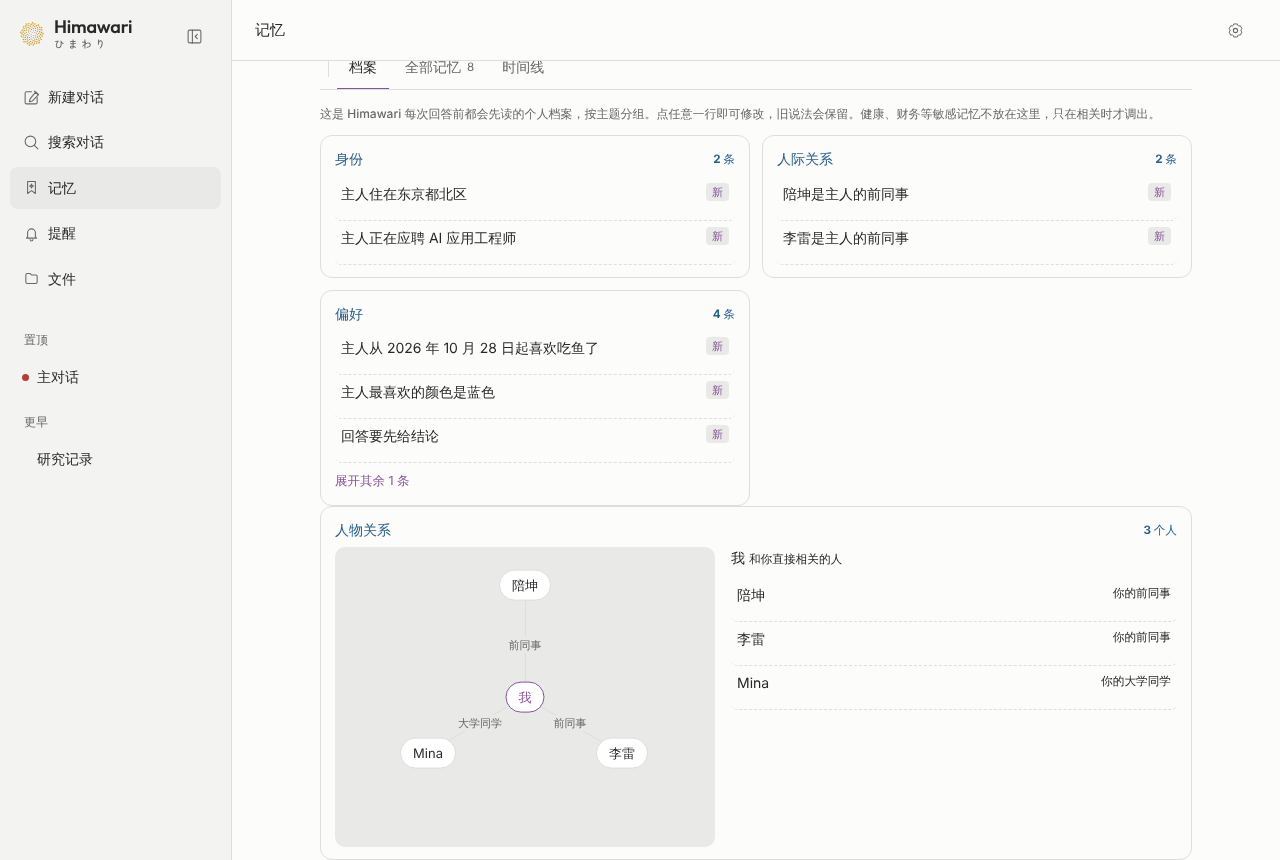 Himawari
ひまわり
新建对话
搜索对话
记忆
提醒
文件
置顶
主对话
更早
研究记录
记忆
档案 全部记忆 8 时间线
这是 Himawari 每次回答前都会先读的个人档案，按主题分组。点任意一行即可修改，旧说法会保留。健康、财务等敏感记忆不放在这里，只在相关时才调出。
身份 2 条
主人住在东京都北区 新
主人正在应聘 AI 应用工程师 新
人际关系 2 条
陪坤是主人的前同事 新
李雷是主人的前同事 新
偏好 4 条
主人从 2026 年 10 月 28 日起喜欢吃鱼了 新
主人最喜欢的颜色是蓝色 新
回答要先给结论 新
展开其余 1 条
人物关系 3 个人
陪坤
前同事
我
大学同学 前同事
Mina 李雷
我 和你直接相关的人
陪坤 你的前同事
李雷 你的前同事
Mina 你的大学同学